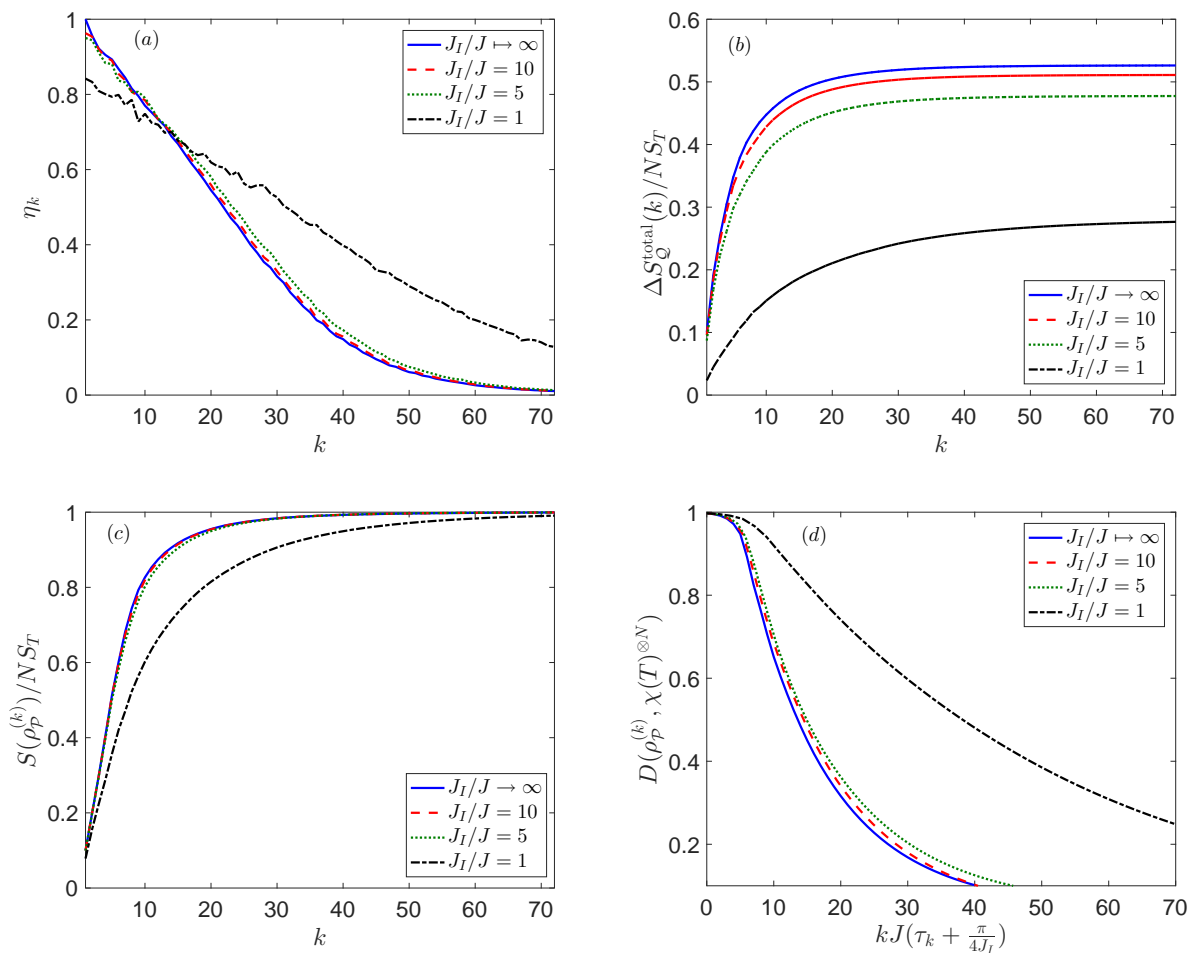 (a)
J_I/J ↦ ∞
J_I/J = 10
J_I/J = 5
J_I/J = 1
1
0.8
0.6
0.4
0.2
0
η_k
10 20 30 40 50 60 70
k
(b)
J_I/J → ∞
J_I/J = 10
J_I/J = 5
J_I/J = 1
0.6
0.5
0.4
0.3
0.2
0.1
0
ΔS_Q^total(k)/NS_T
10 20 30 40 50 60 70
k
(c)
J_I/J → ∞
J_I/J = 10
J_I/J = 5
J_I/J = 1
1
0.8
0.6
0.4
0.2
0
S(ρ_P^(k))/NS_T
10 20 30 40 50 60 70
k
(d)
J_I/J ↦ ∞
J_I/J = 10
J_I/J = 5
J_I/J = 1
1
0.8
0.6
0.4
0.2
D(ρ_P^(k), χ(T)^⊗N)
0 10 20 30 40 50 60 70
kJ(τ_k + π/4J_I)